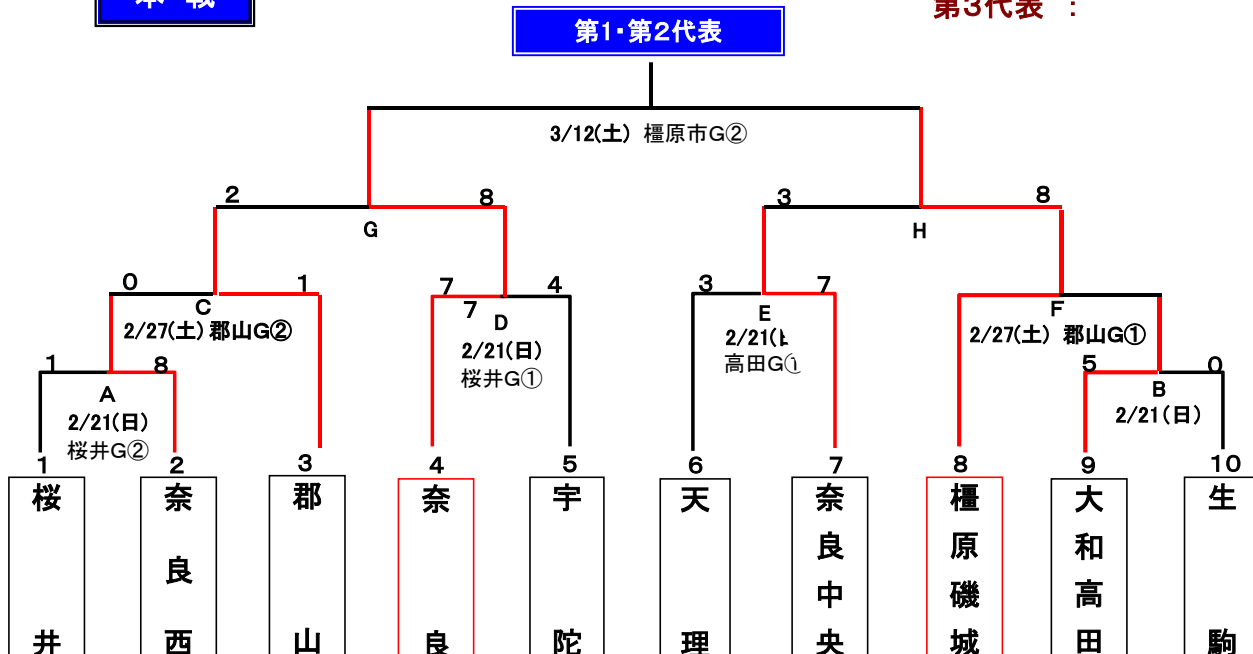 本 戦
第3代表 :
第1・第2代表
3/12(土) 橿原市G②
2 8 3 8
G H
0 1 7 4 3 7
C
7
D
E
F
2/27(土) 郡山G②
2/21(日)
桜井G①
2/21(
高田G①
2/27(土) 郡山G①
1 8 5 0
A B
2/21(日)
桜井G②
2/21(日)
1 2 3 4 5 6 7 8 9 10
桜井
奈良西
郡山
奈良
宇陀
天理
奈良中央
橿原磯城
大和高田
生駒